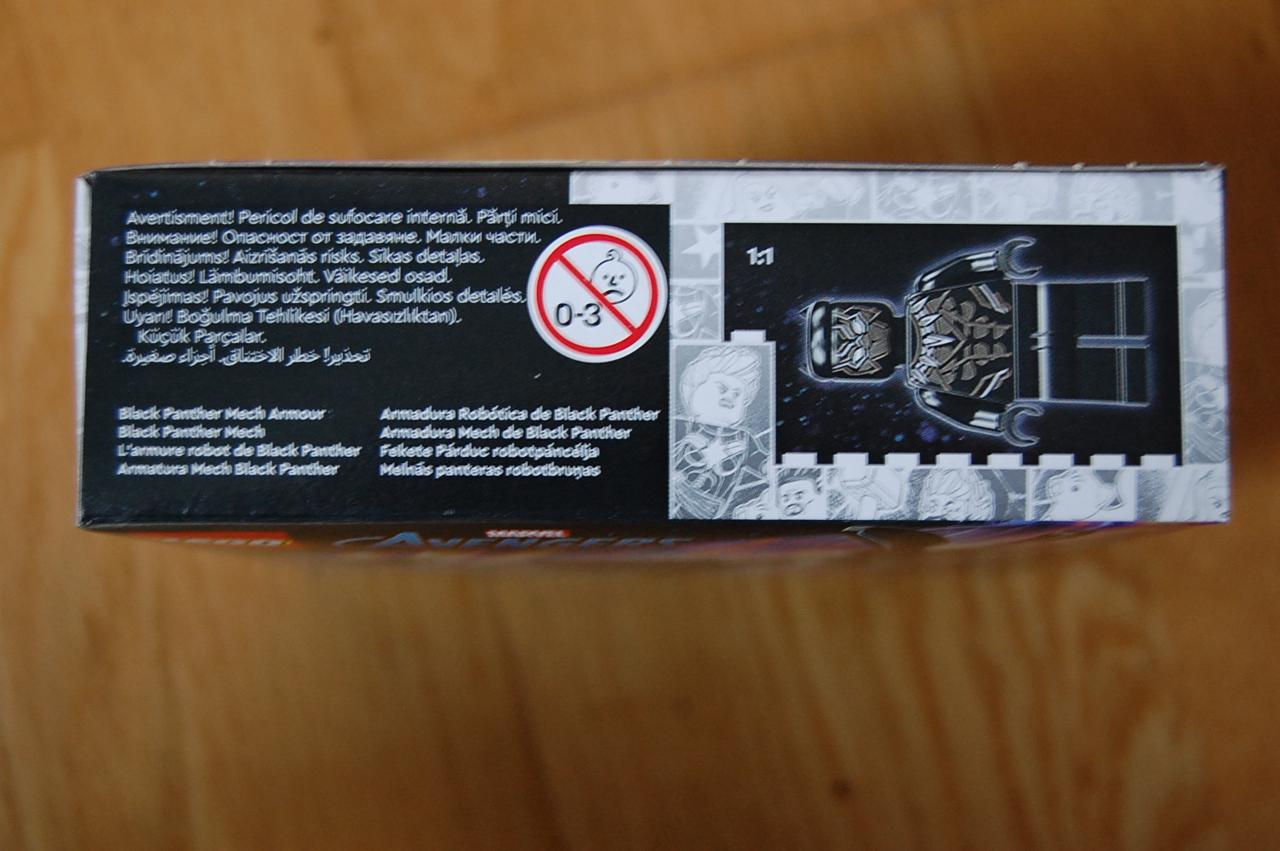 Avertisment! Pericol de sufocare internă. Părți mici.
Внимание! Опасност от задавяне. Малки части.
Brīdinājums! Aizrīšanās risks. Sīkas detaļas.
Hoiatus! Lämbumisoht. Väikesed osad.
Įspėjimas! Pavojus užspringti. Smulkios detalės.
Uyarı! Boğulma Tehlikesi (Havasızlıktan).
Küçük Parçalar.
تحذير! خطر الاختناق. أجزاء صغيرة.
0-3
1:1
Black Panther Mech Armour
Black Panther Mech
L'armure robot de Black Panther
Armatura Mech Black Panther
Armadura Robótica de Black Panther
Armadura Mech de Black Panther
Fekete Párduc robotpáncélja
Melnās panteras robotbruņas
MARVEL
AVENGERS